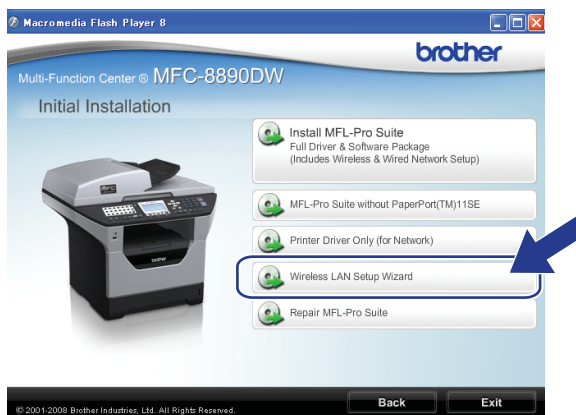 Macromedia Flash Player 8
brother
Multi-Function Center ® MFC-8890DW
Initial Installation
Install MFL-Pro Suite
Full Driver & Software Package
(Includes Wireless & Wired Network Setup)
MFL-Pro Suite without PaperPort(TM)11SE
Printer Driver Only (for Network)
Wireless LAN Setup Wizard
Repair MFL-Pro Suite
brother
Back
Exit
© 2001-2008 Brother Industries, Ltd. All Rights Reserved.